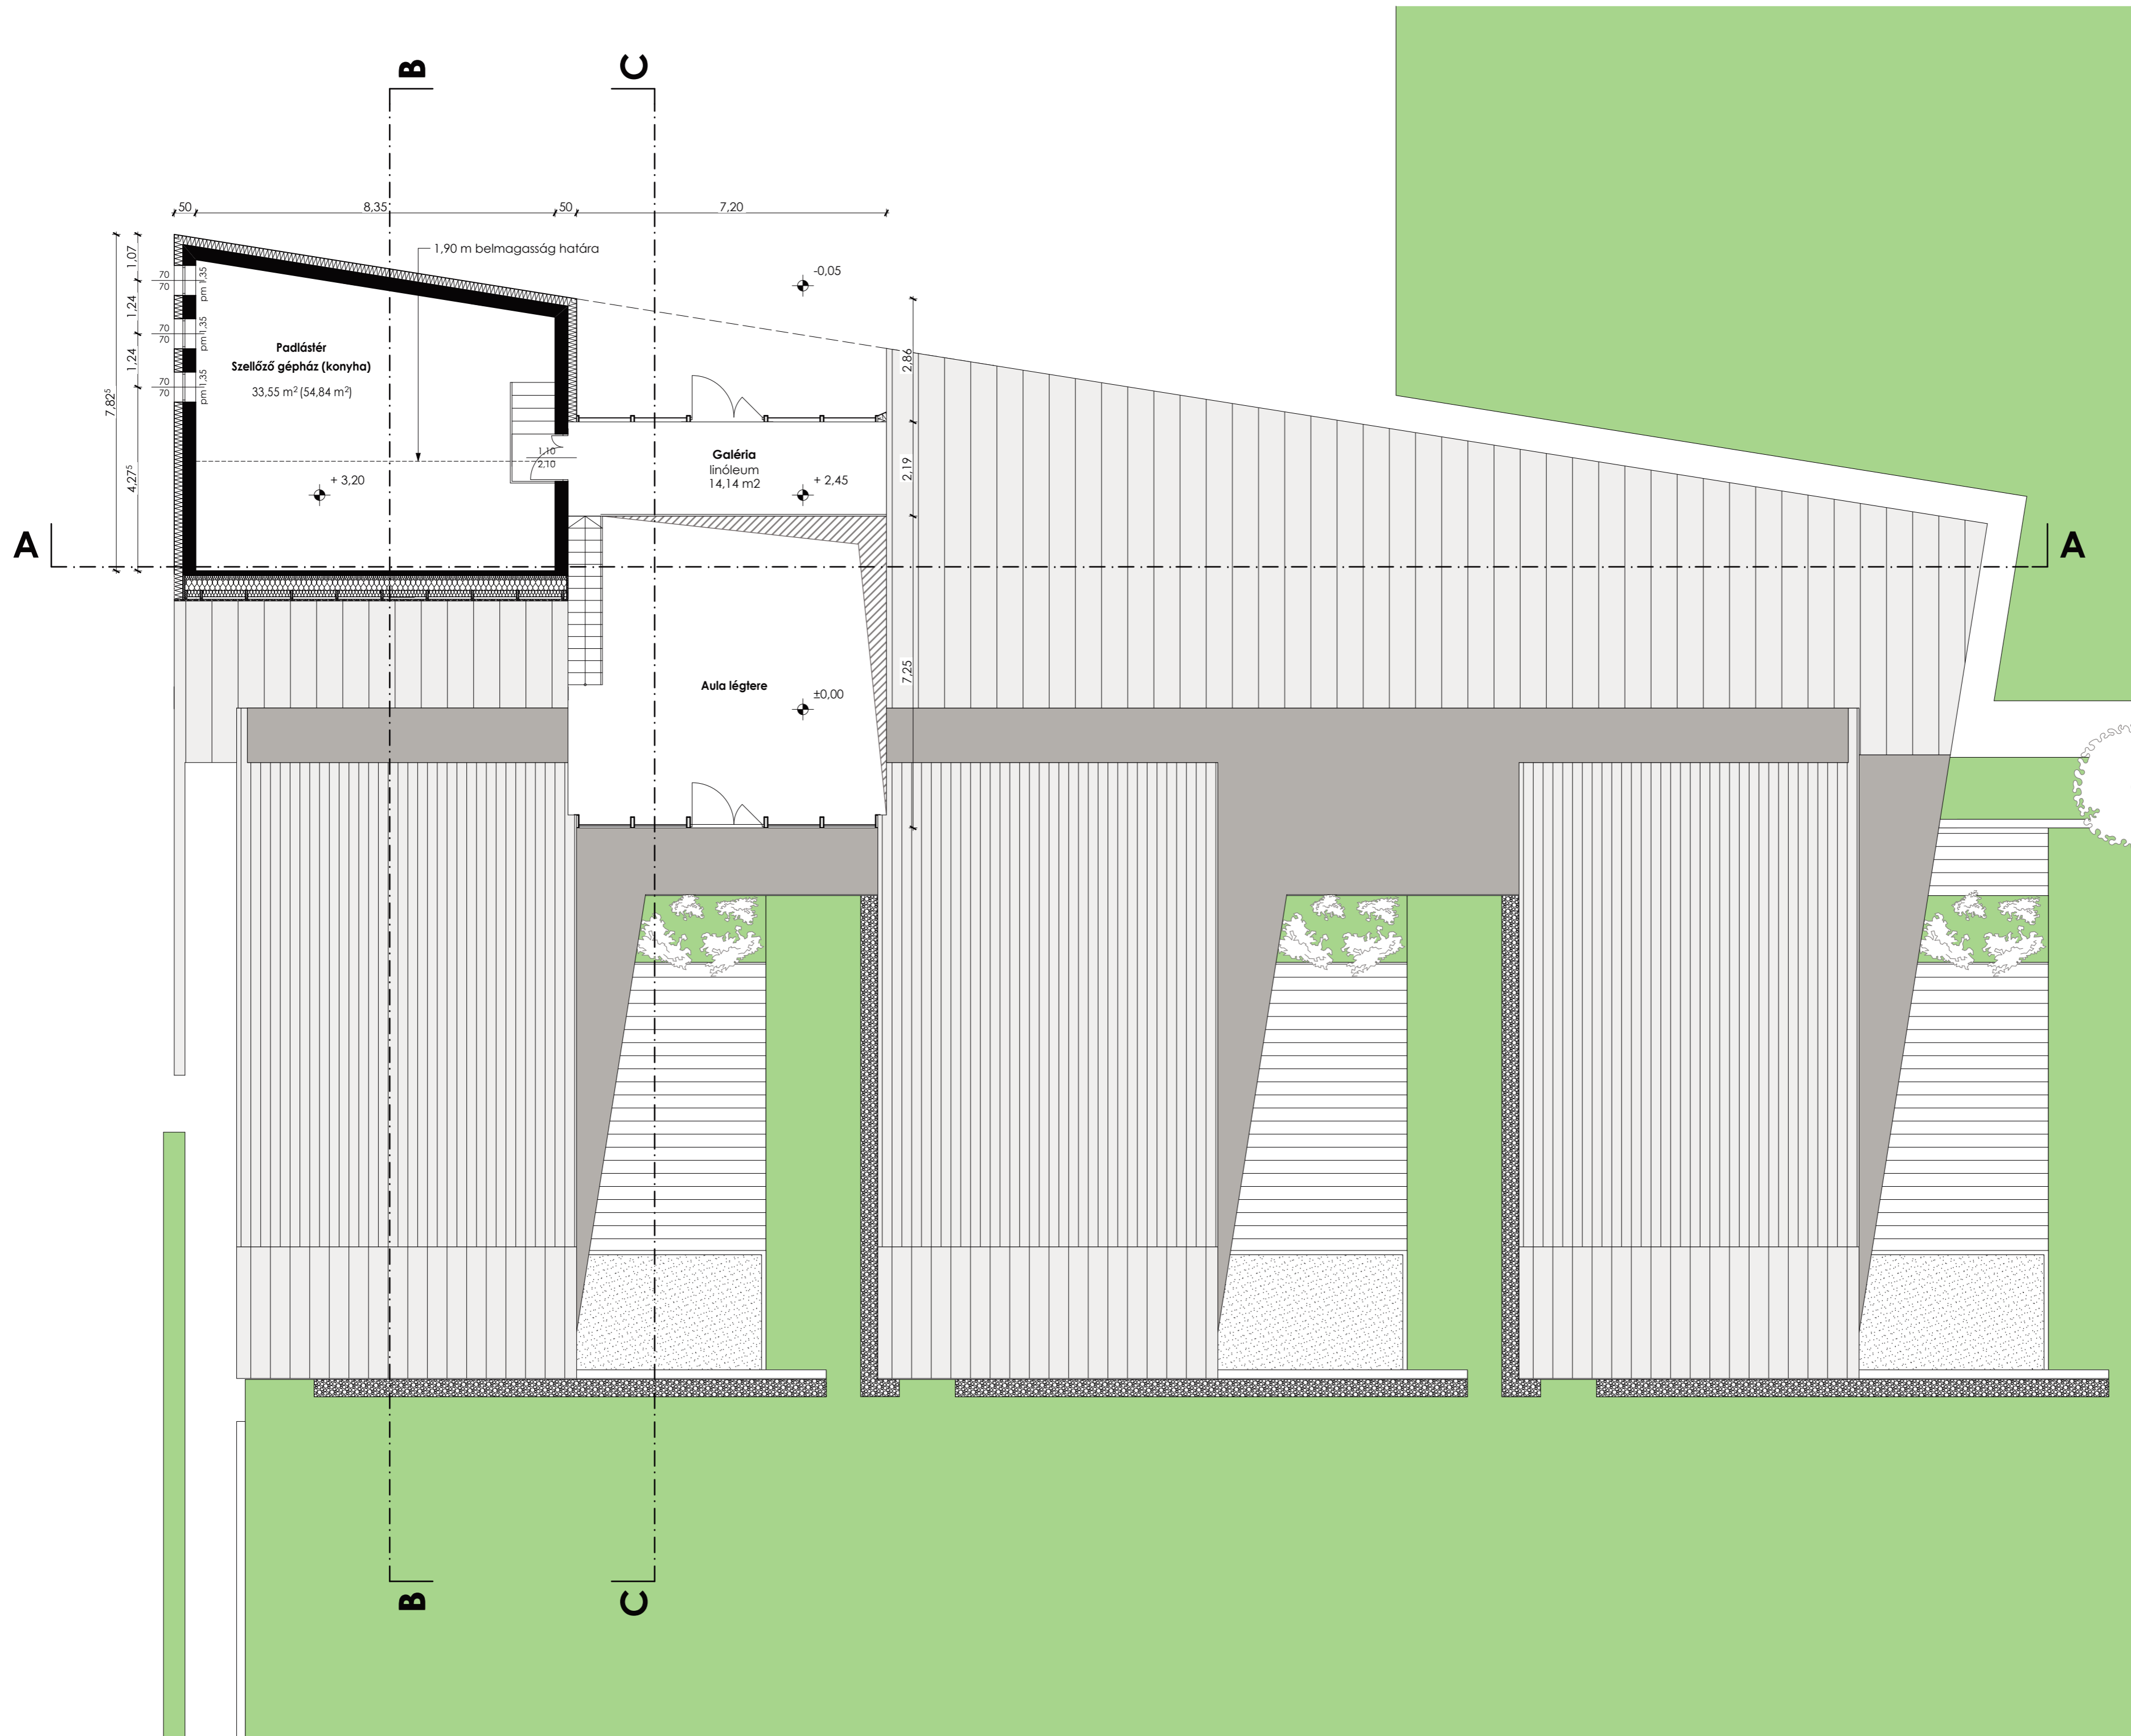 B
C
50
8,35
50
7,20
1,90 m belmagasság határa
-0,05
1,07
1,24
1,24
4,27⁵
7,82⁵
70
70
pm 1,35
70
70
pm 1,35
70
70
pm 1,35
Padlástér
Szellőző gépház (konyha)
33,55 m² (54,84 m²)
+ 3,20
1,10
2,10
Galéria
linóleum
14,14 m2
+ 2,45
2,86
2,19
7,25
A
A
Aula légtere
±0,00
B
C